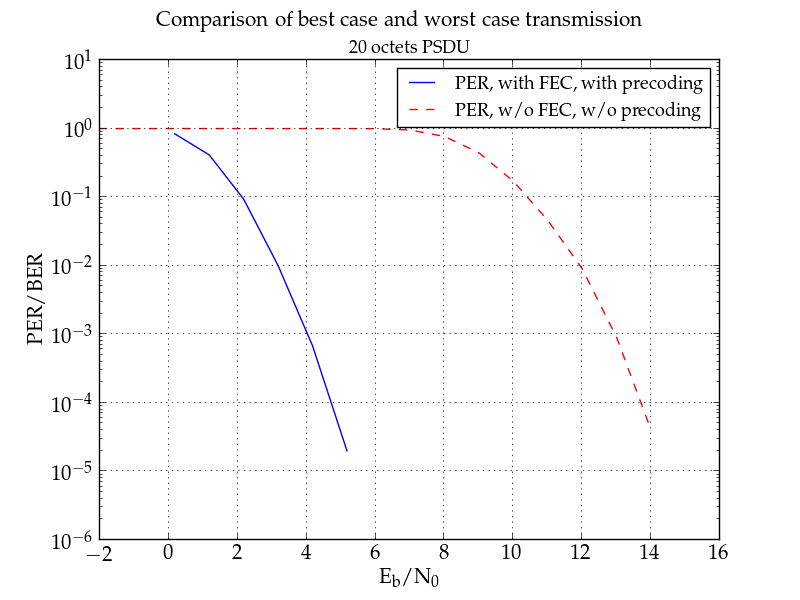 Comparison of best case and worst case transmission
20 octets PSDU
PER, with FEC, with precoding
PER, w/o FEC, w/o precoding
10^1
10^0
10^−1
10^−2
10^−3
10^−4
10^−5
10^−6
PER/BER
−2 0 2 4 6 8 10 12 14 16
E_b/N_0